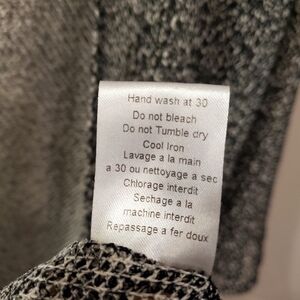 Hand wash at 30
Do not bleach
Do not Tumble dry
Cool Iron
Lavage a la main
a 30 ou nettoyage a sec
Chlorage interdit
Sechage a la
machine interdit
Repassage a fer doux